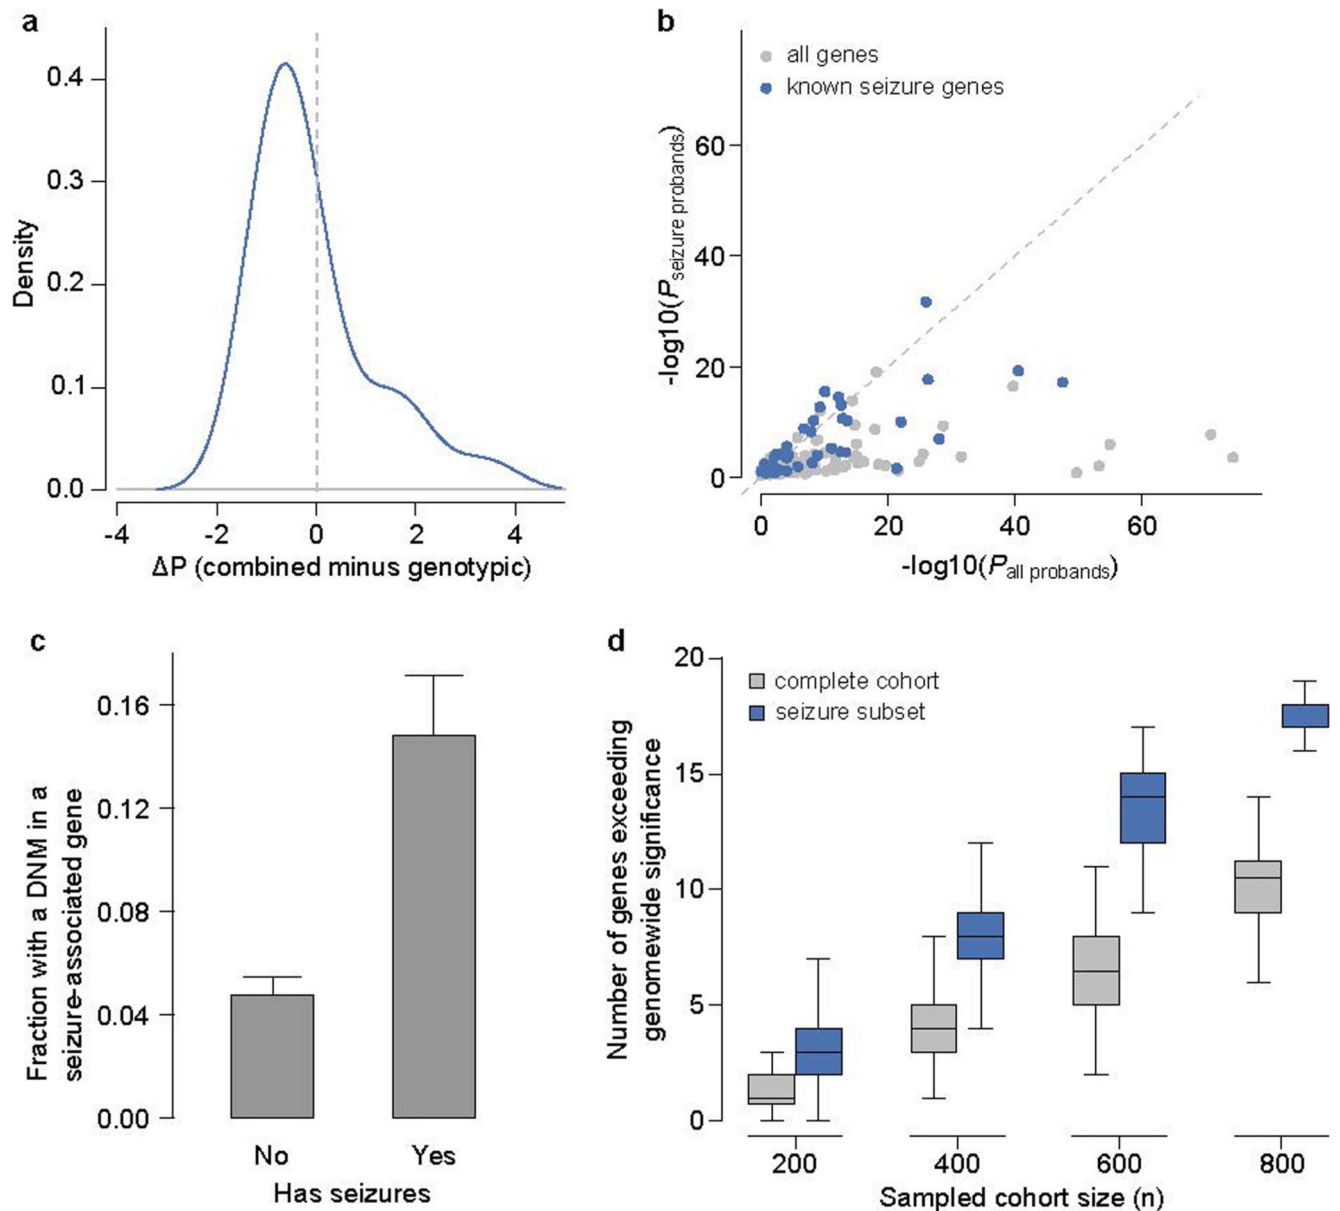 a
Density
0.4
0.3
0.2
0.1
0.0
-4 -2 0 2 4
ΔP (combined minus genotypic)
b
all genes
known seizure genes
-log10(Pseizure probands)
60
40
20
0
0 20 40 60
-log10(Pall probands)
c
Fraction with a DNM in a
seizure-associated gene
0.16
0.12
0.08
0.04
0.00
No Yes
Has seizures
d
complete cohort
seizure subset
Number of genes exceeding
genomewide significance
20
15
10
5
0
200 400 600 800
Sampled cohort size (n)